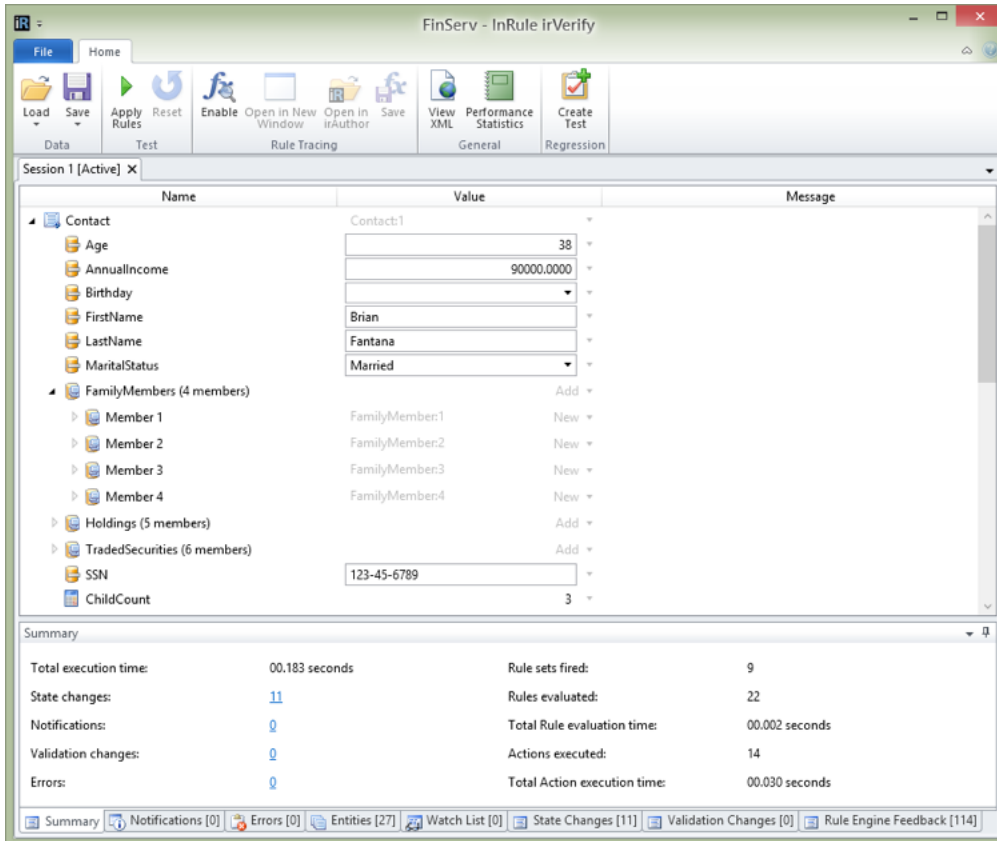 iR
FinServ - InRule irVerify
File Home
Load Save Apply Rules Reset Enable Open in New Window Open in irAuthor Save View XML Performance Statistics Create Test
Data Test Rule Tracing General Regression
Session 1 [Active]
Name Value Message
Contact Contact:1
Age 38
AnnualIncome 90000.0000
Birthday
FirstName Brian
LastName Fantana
MaritalStatus Married
FamilyMembers (4 members) Add
Member 1 FamilyMember:1 New
Member 2 FamilyMember:2 New
Member 3 FamilyMember:3 New
Member 4 FamilyMember:4 New
Holdings (5 members) Add
TradedSecurities (6 members) Add
SSN 123-45-6789
ChildCount 3
Summary
Total execution time: 00.183 seconds Rule sets fired: 9
State changes: 11 Rules evaluated: 22
Notifications: 0 Total Rule evaluation time: 00.002 seconds
Validation changes: 0 Actions executed: 14
Errors: 0 Total Action execution time: 00.030 seconds
Summary Notifications [0] Errors [0] Entities [27] Watch List [0] State Changes [11] Validation Changes [0] Rule Engine Feedback [114]